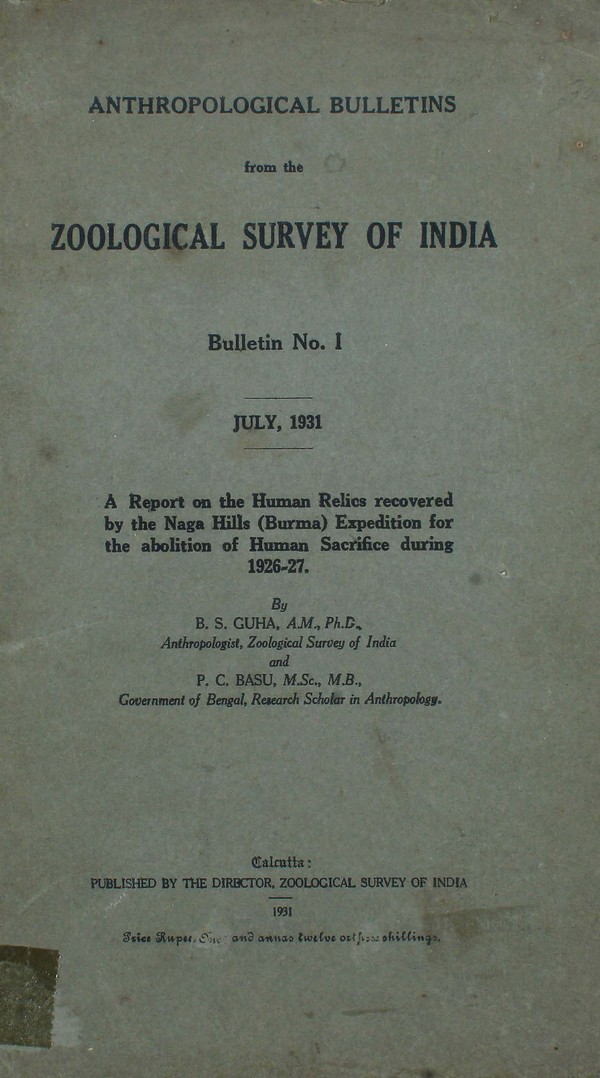 ANTHROPOLOGICAL BULLETINS
from the
ZOOLOGICAL SURVEY OF INDIA
Bulletin No. 1
JULY, 1931
A Report on the Human Relics recovered
by the Naga Hills (Burma) Expedition for
the abolition of Human Sacrifice during
1926-27.
By
B. S. GUHA, A.M., Ph.D.,
Anthropologist, Zoological Survey of India
and
P. C. BASU, M.Sc., M.B.,
Government of Bengal, Research Scholar in Anthropology.
Calcutta:
PUBLISHED BY THE DIRECTOR, ZOOLOGICAL SURVEY OF INDIA
1931
Price Rupee One and annas twelve or shillings.